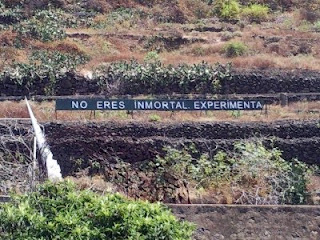 NO ERES INMORTAL. EXPERIMENTA